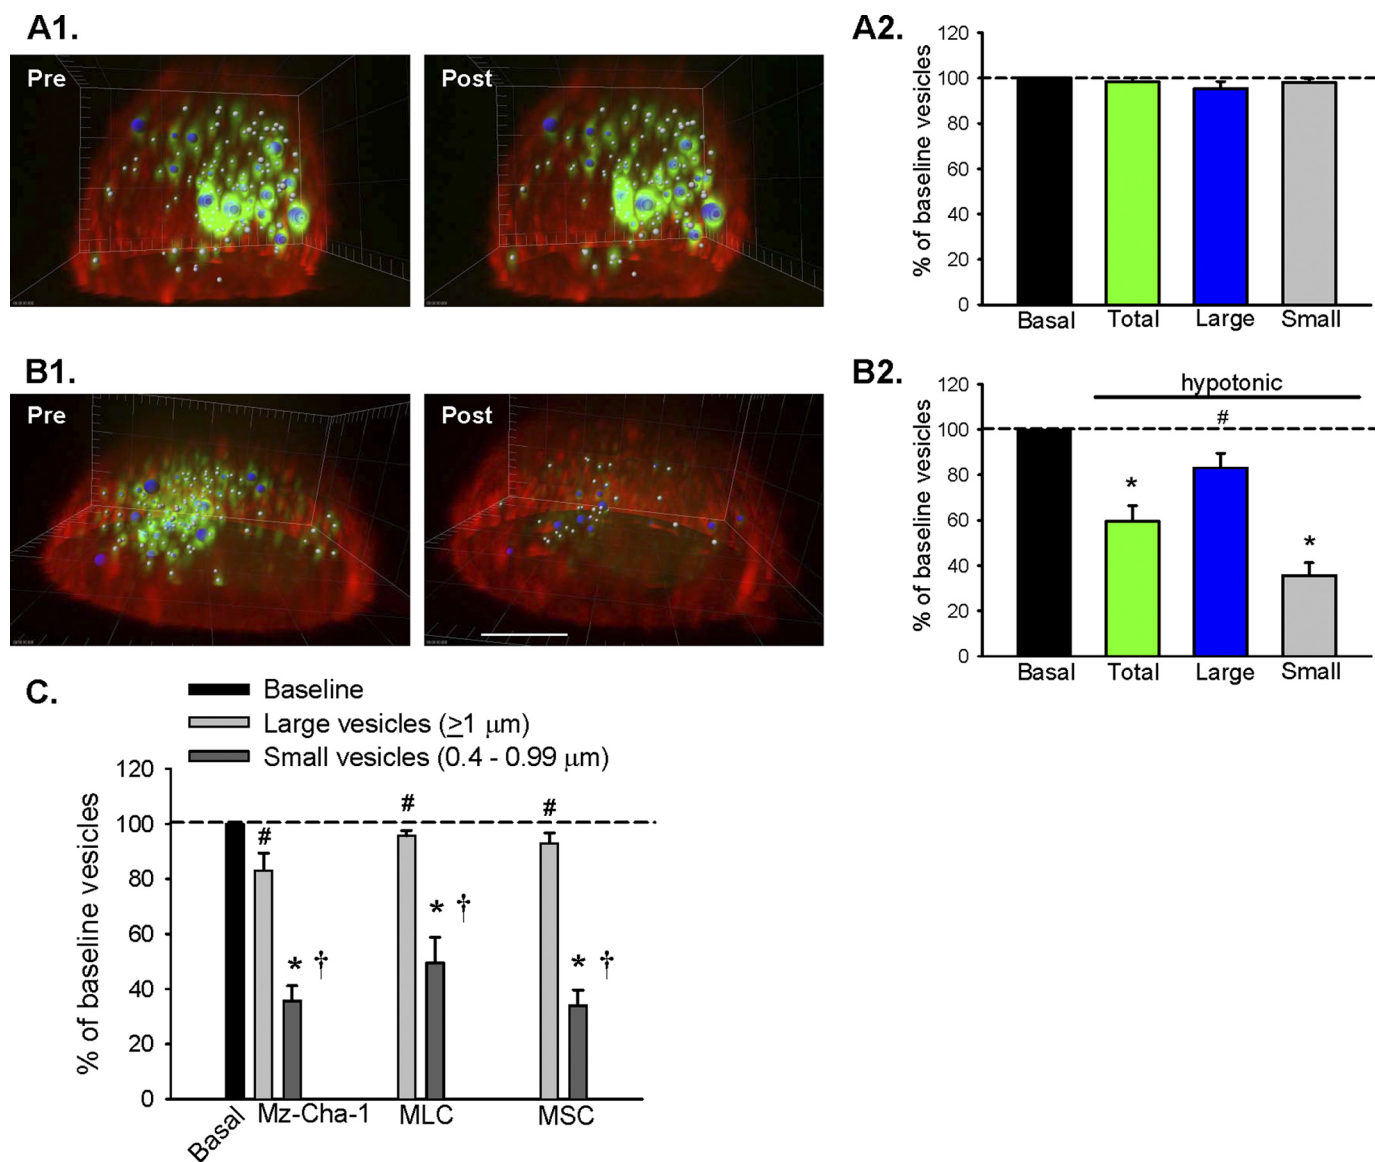 A1.
Pre
Post
A2.
% of baseline vesicles
120
100
80
60
40
20
0
Basal Total Large Small
B1.
Pre
Post
B2.
% of baseline vesicles
120
100
80
60
40
20
0
hypotonic
#
*
*
Basal Total Large Small
C.
Baseline
Large vesicles (≥1 μm)
Small vesicles (0.4 - 0.99 μm)
% of baseline vesicles
120
100
80
60
40
20
0
# # #
* † * † * †
Basal Mz-Cha-1 MLC MSC